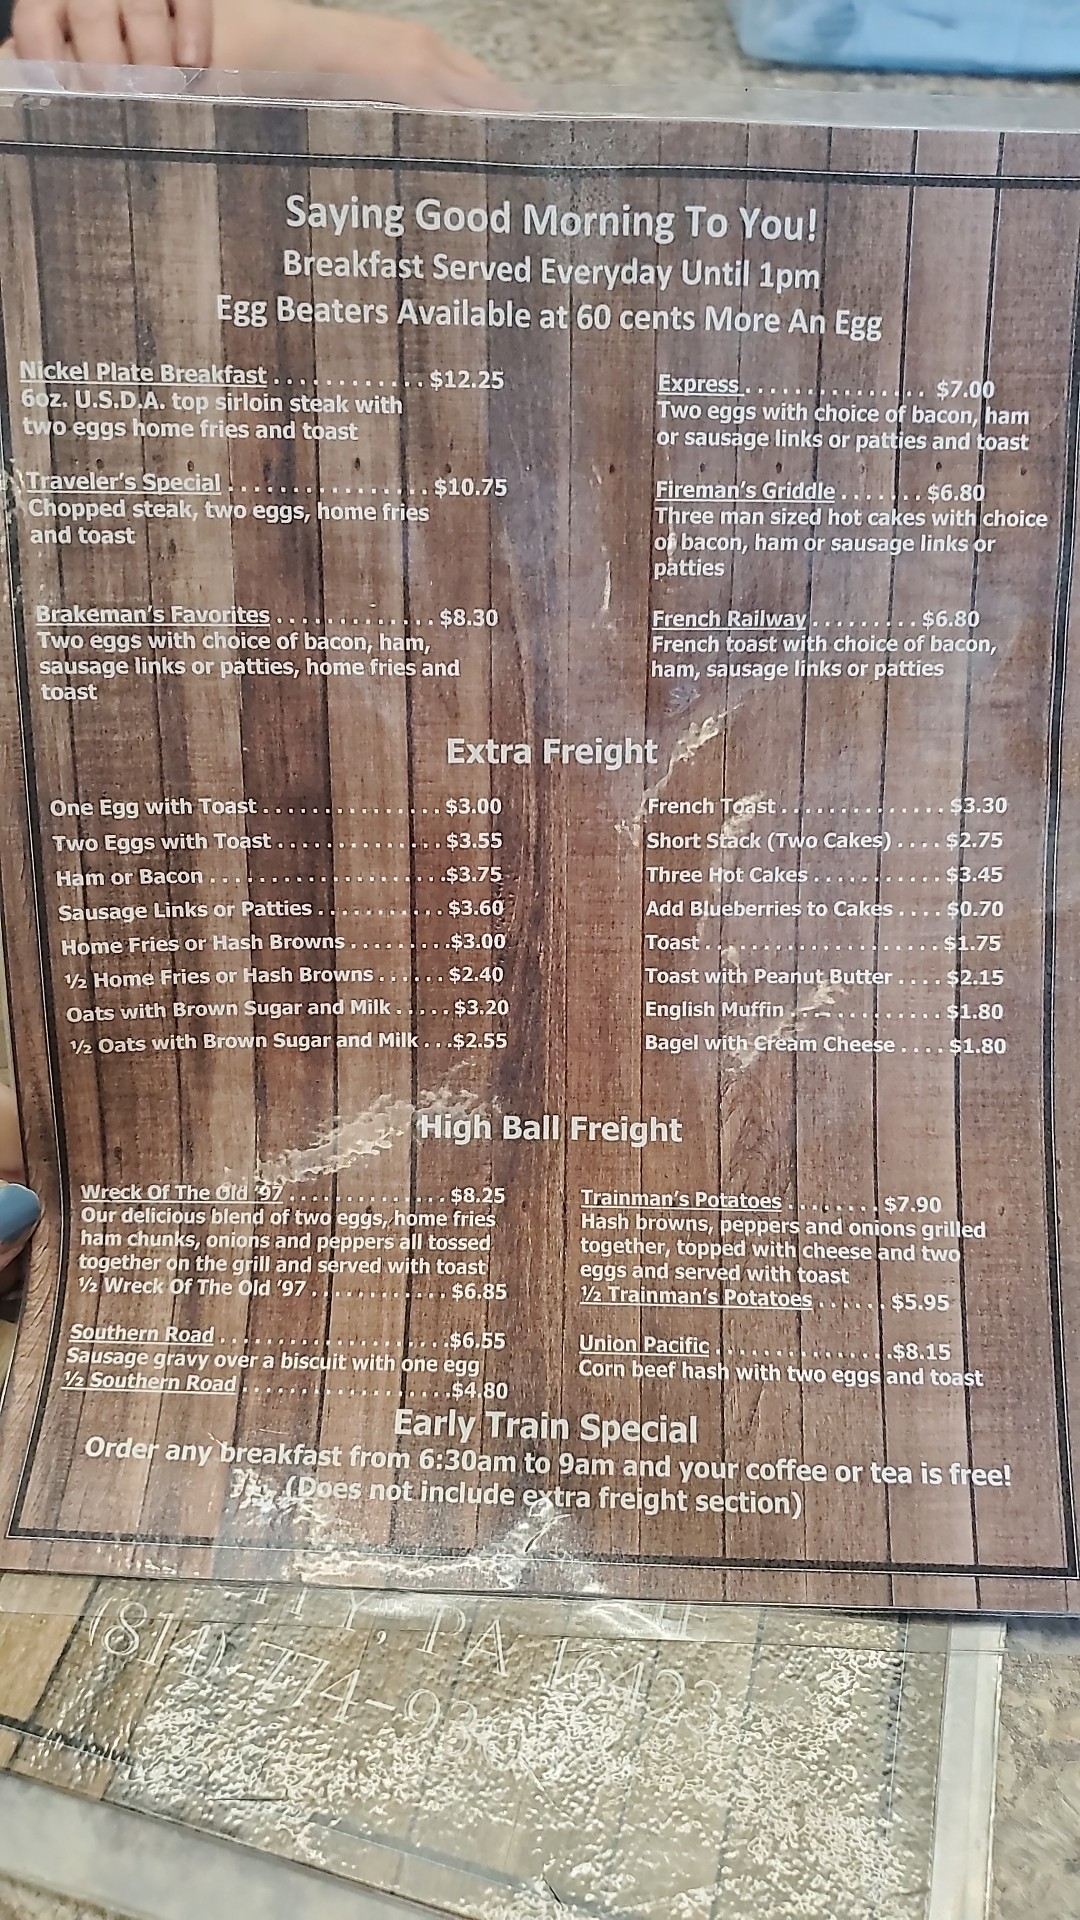 Saying Good Morning To You!
Breakfast Served Everyday Until 1pm
Egg Beaters Available at 60 cents More An Egg
Nickel Plate Breakfast . . . . . . . . . . . . $12.25
6oz. U.S.D.A. top sirloin steak with
two eggs home fries and toast
Traveler's Special . . . . . . . . . . . . . . . . $10.75
Chopped steak, two eggs, home fries
and toast
Brakeman's Favorites . . . . . . . . . . . . . $8.30
Two eggs with choice of bacon, ham,
sausage links or patties, home fries and
toast
Express . . . . . . . . . . . . . . . $7.00
Two eggs with choice of bacon, ham
or sausage links or patties and toast
Fireman's Griddle . . . . . . . $6.80
Three man sized hot cakes with choice
of bacon, ham or sausage links or
patties
French Railway . . . . . . . . . $6.80
French toast with choice of bacon,
ham, sausage links or patties
Extra Freight
One Egg with Toast . . . . . . . . . . . . . . . $3.00
Two Eggs with Toast . . . . . . . . . . . . . . $3.55
Ham or Bacon . . . . . . . . . . . . . . . . . . . . $3.75
Sausage Links or Patties . . . . . . . . . . . $3.60
Home Fries or Hash Browns . . . . . . . . . $3.00
½ Home Fries or Hash Browns . . . . . . $2.40
Oats with Brown Sugar and Milk . . . . . $3.20
½ Oats with Brown Sugar and Milk . . . $2.55
French Toast . . . . . . . . . . . . . . $3.30
Short Stack (Two Cakes) . . . . $2.75
Three Hot Cakes . . . . . . . . . . . $3.45
Add Blueberries to Cakes . . . . $0.70
Toast . . . . . . . . . . . . . . . . . . . . $1.75
Toast with Peanut Butter . . . . $2.15
English Muffin . . . . . . . . . . . . . $1.80
Bagel with Cream Cheese . . . . $1.80
High Ball Freight
Wreck Of The Old '97 . . . . . . . . . . . . . . $8.25
Our delicious blend of two eggs, home fries
ham chunks, onions and peppers all tossed
together on the grill and served with toast
½ Wreck Of The Old '97 . . . . . . . . . . . . $6.85
Southern Road . . . . . . . . . . . . . . . . . . . $6.55
Sausage gravy over a biscuit with one egg
½ Southern Road . . . . . . . . . . . . . . . . . $4.80
Trainman's Potatoes . . . . . . . . $7.90
Hash browns, peppers and onions grilled
together, topped with cheese and two
eggs and served with toast
½ Trainman's Potatoes . . . . . . $5.95
Union Pacific . . . . . . . . . . . . . . . $8.15
Corn beef hash with two eggs and toast
Early Train Special
Order any breakfast from 6:30am to 9am and your coffee or tea is free!
(Does not include extra freight section)
PA 16423
(814) 774-